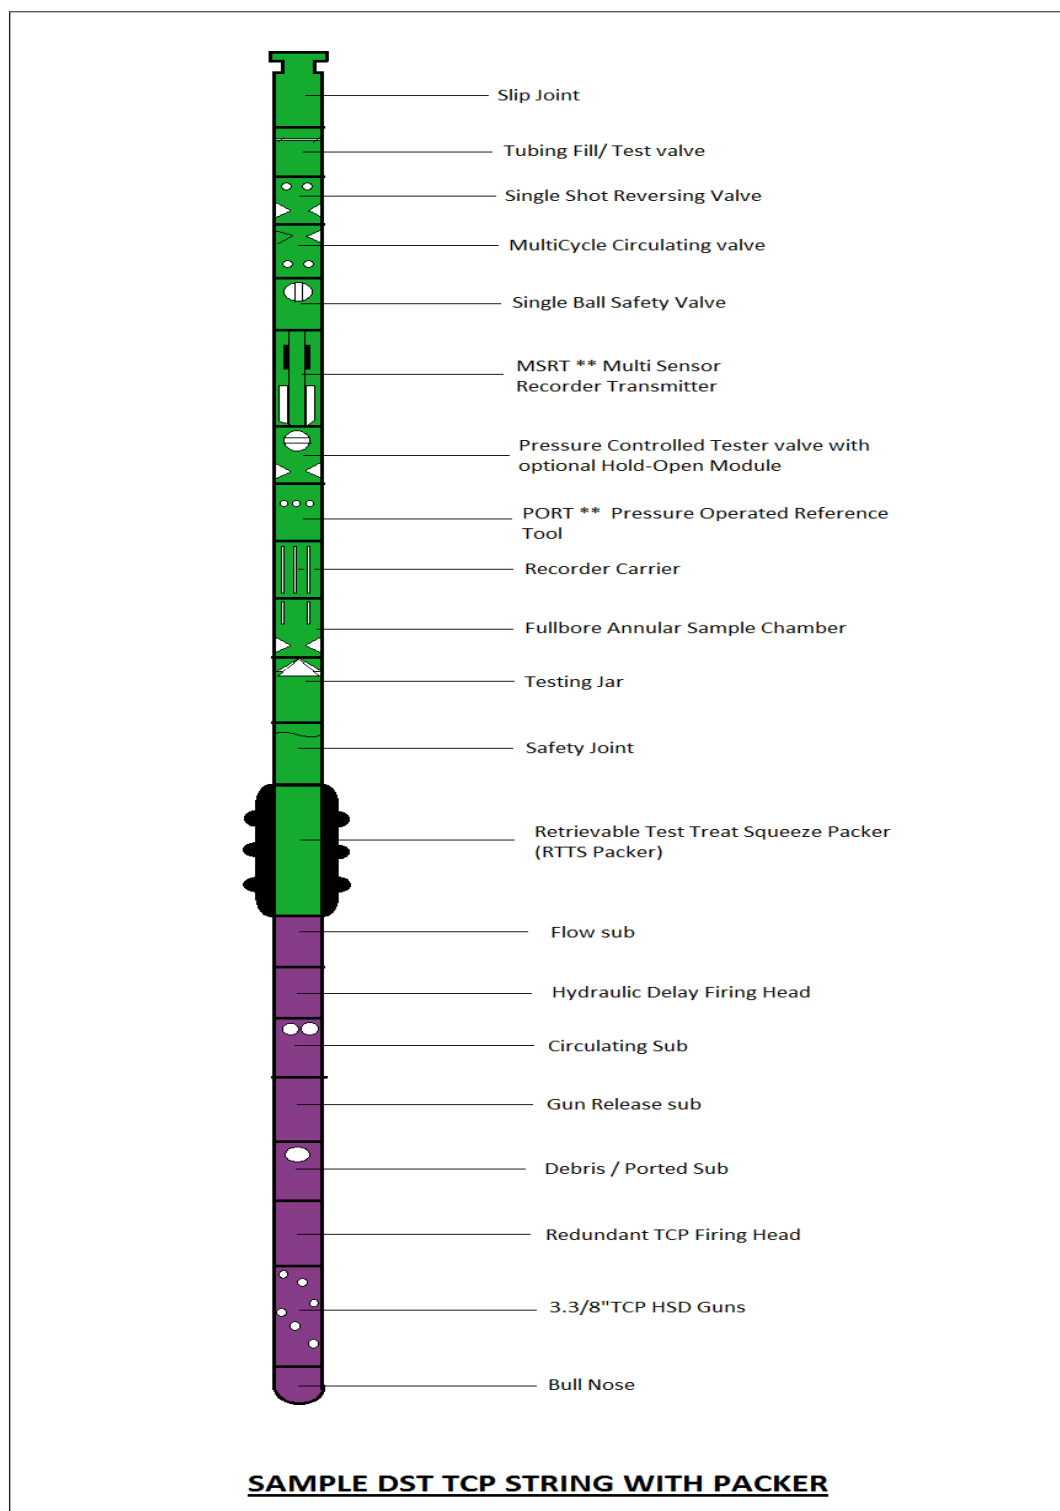 Slip Joint
Tubing Fill/ Test valve
Single Shot Reversing Valve
MultiCycle Circulating valve
Single Ball Safety Valve
MSRT ** Multi Sensor
Recorder Transmitter
Pressure Controlled Tester valve with
optional Hold-Open Module
PORT ** Pressure Operated Reference
Tool
Recorder Carrier
Fullbore Annular Sample Chamber
Testing Jar
Safety Joint
Retrievable Test Treat Squeeze Packer
(RTTS Packer)
Flow sub
Hydraulic Delay Firing Head
Circulating Sub
Gun Release sub
Debris / Ported Sub
Redundant TCP Firing Head
3.3/8"TCP HSD Guns
Bull Nose
SAMPLE DST TCP STRING WITH PACKER